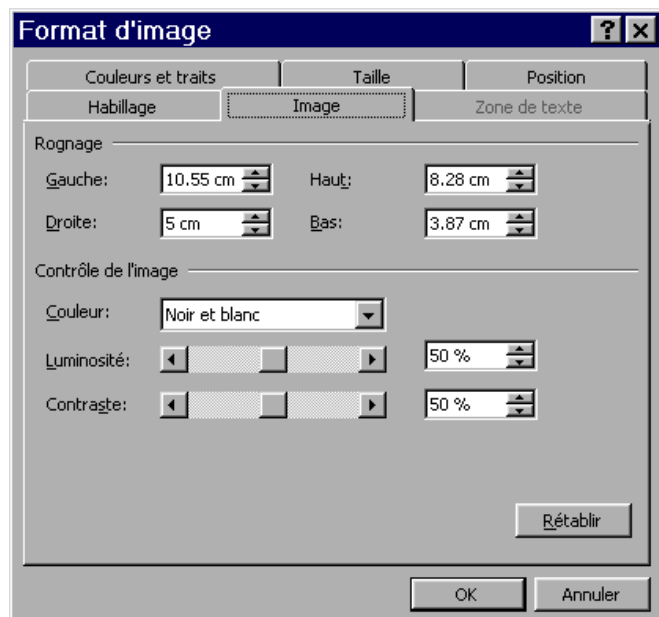 Format d'image
Couleurs et traits Taille Position
Habillage Image Zone de texte
Rognage
Gauche: 10.55 cm Haut: 8.28 cm
Droite: 5 cm Bas: 3.87 cm
Contrôle de l'image
Couleur: Noir et blanc
Luminosité: 50 %
Contraste: 50 %
Rétablir
OK Annuler